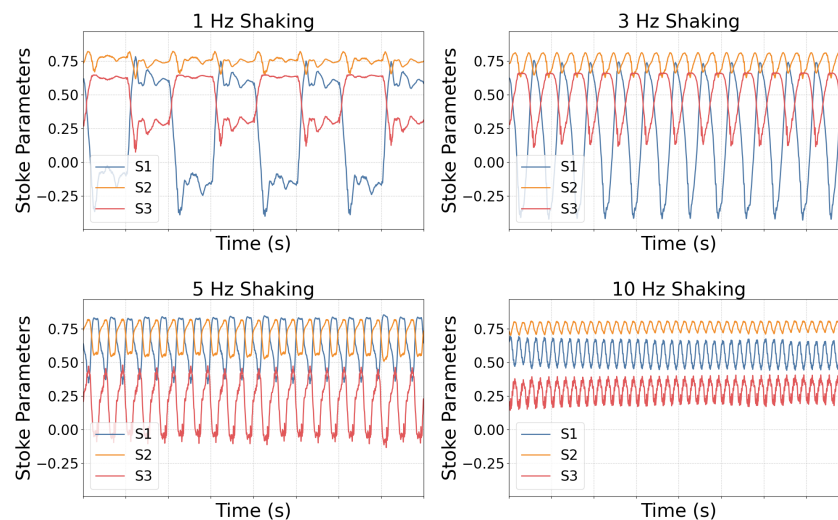 1 Hz Shaking
Stoke Parameters
0.75
0.50
0.25
0.00
−0.25
S1
S2
S3
Time (s)
3 Hz Shaking
Stoke Parameters
0.75
0.50
0.25
0.00
−0.25
S1
S2
S3
Time (s)
5 Hz Shaking
Stoke Parameters
0.75
0.50
0.25
0.00
−0.25
S1
S2
S3
Time (s)
10 Hz Shaking
Stoke Parameters
0.75
0.50
0.25
0.00
−0.25
S1
S2
S3
Time (s)